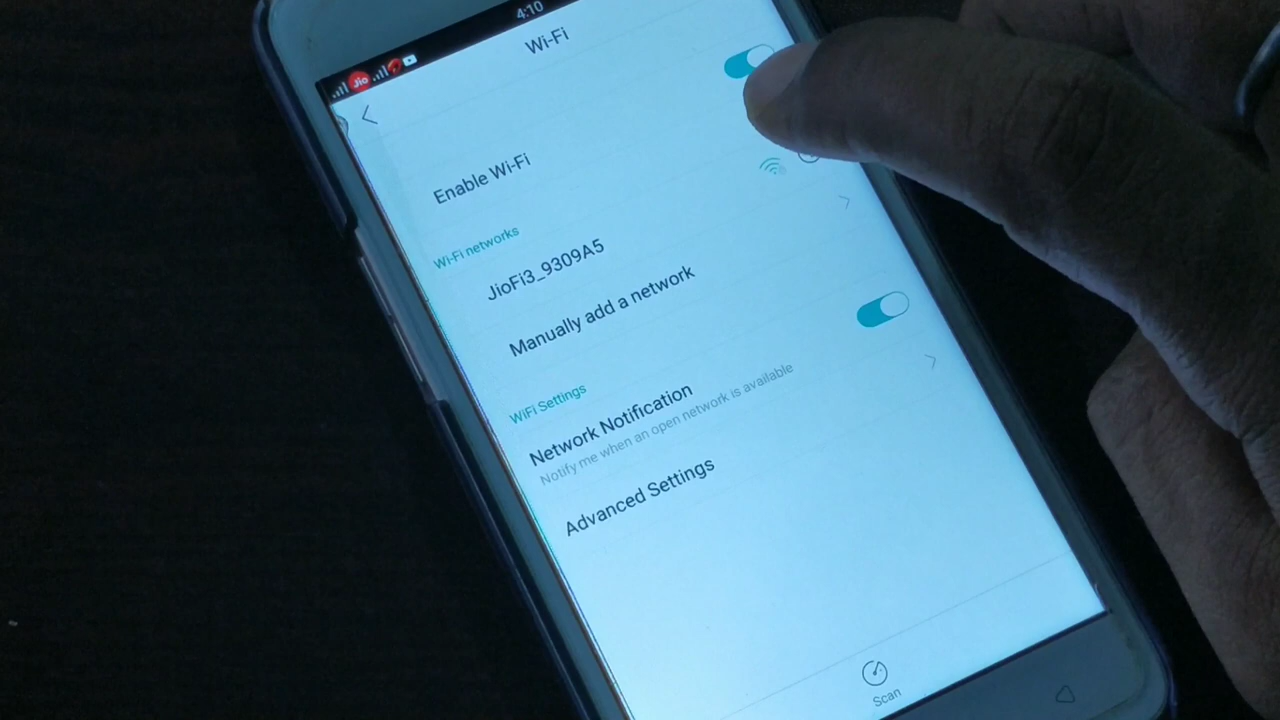 4:10
Jio
Wi-Fi
Enable Wi-Fi
Wi-Fi networks
JioFi3_9309A5
Manually add a network
WiFi Settings
Network Notification
Notify me when an open network is available
Advanced Settings
Scan